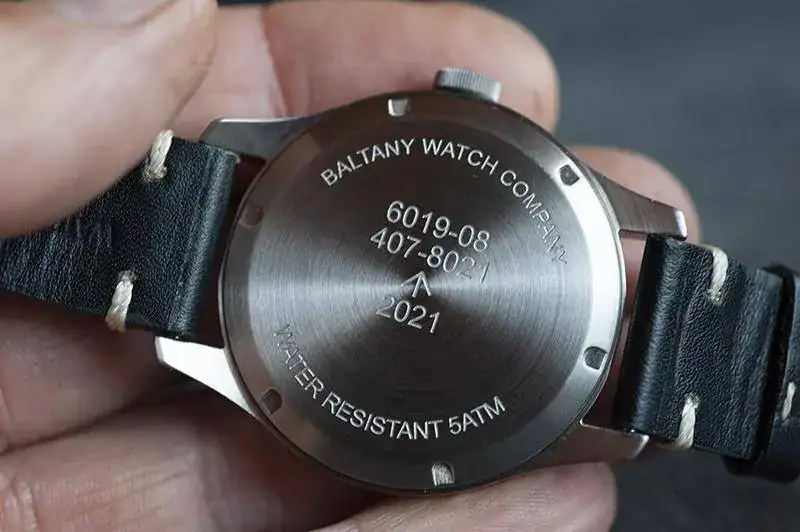 BALTANY WATCH COMPANY
6019-08
407-8021
2021
WATER RESISTANT 5ATM